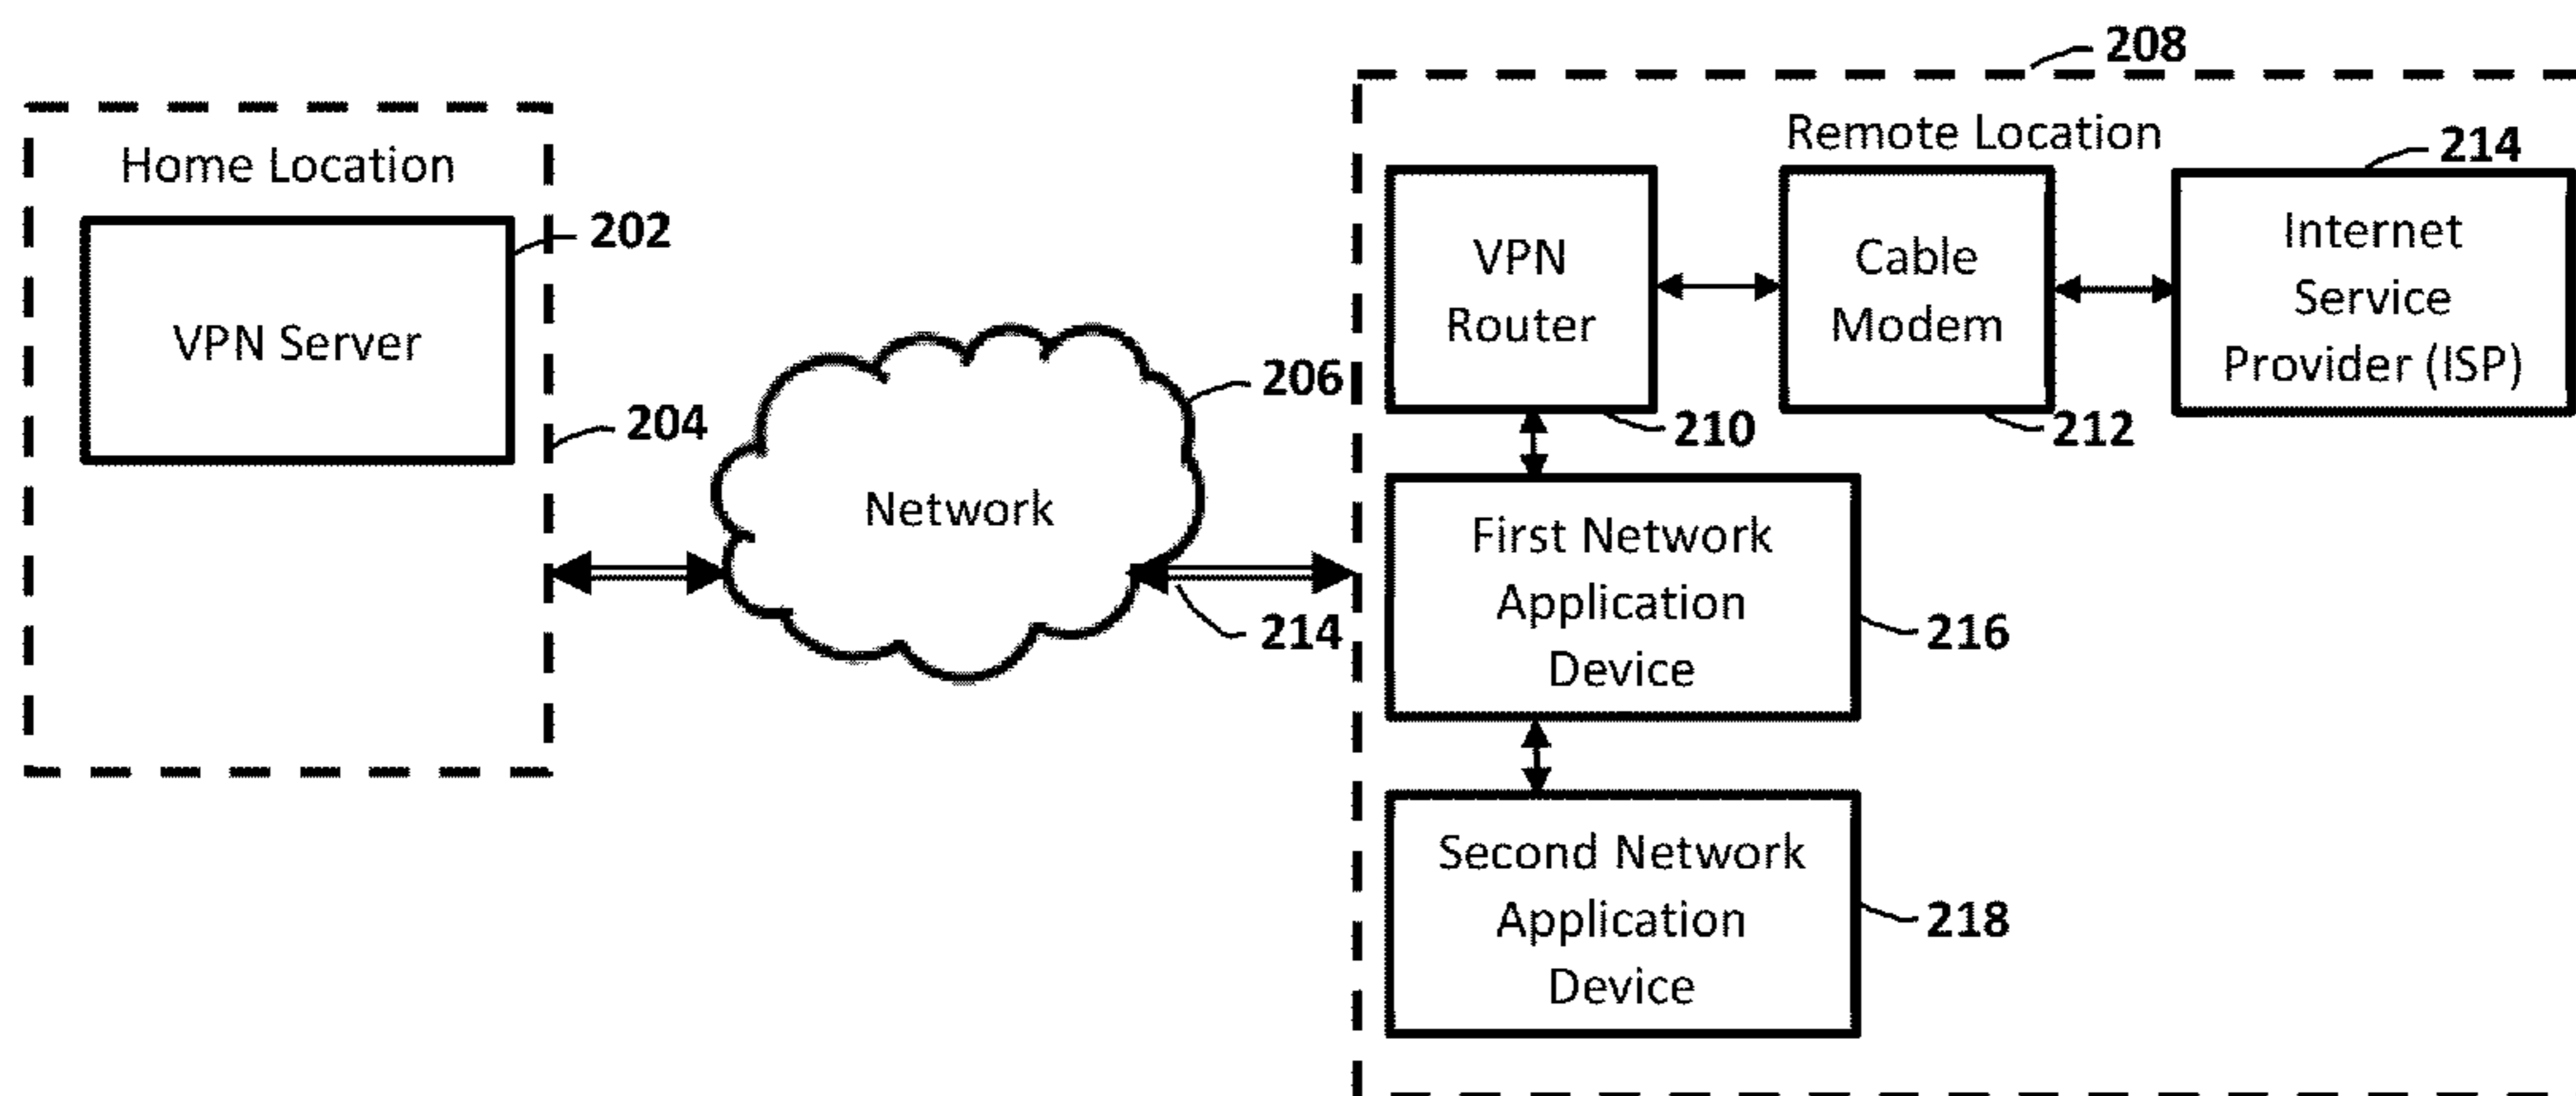 208
Home Location
202
VPN Server
204
Network
206
214
Remote Location
VPN
Router
210
Cable
Modem
212
214
Internet
Service
Provider (ISP)
First Network
Application
Device
216
Second Network
Application
Device
218